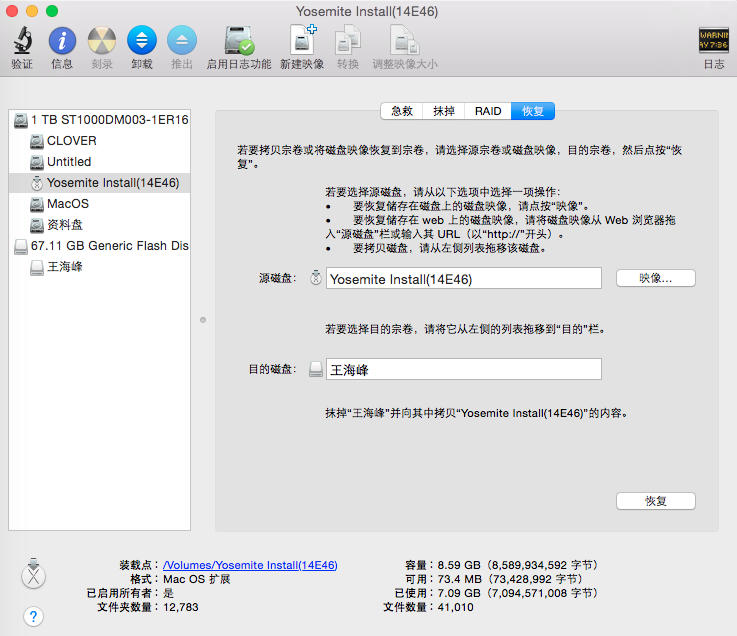 Yosemite Install(14E46)
验证 信息 刻录 卸载 推出 启用日志功能 新建映像 转换 调整映像大小 日志
WARNIN
AY 7:36
1 TB ST1000DM003-1ER16
CLOVER
Untitled
Yosemite Install(14E46)
MacOS
资料盘
67.11 GB Generic Flash Dis
王海峰
急救 抹掉 RAID 恢复
若要拷贝宗卷或将磁盘映像恢复到宗卷，请选择源宗卷或磁盘映像，目的宗卷，然后点按“恢
复”。
若要选择源磁盘，请从以下选项中选择一项操作：
• 要恢复储存在磁盘上的磁盘映像，请点按“映像”。
• 要恢复储存在 web 上的磁盘映像，请将磁盘映像从 Web 浏览器拖
入“源磁盘”栏或输入其 URL（以“http://”开头）。
• 要拷贝磁盘，请从左侧列表拖移该磁盘。
源磁盘： Yosemite Install(14E46) 映像...
若要选择目的宗卷，请将它从左侧的列表拖移到“目的”栏。
目的磁盘： 王海峰
抹掉“王海峰”并向其中拷贝“Yosemite Install(14E46)”的内容。
恢复
装载点：/Volumes/Yosemite Install(14E46)
格式：Mac OS 扩展
已启用所有者：是
文件夹数量：12,783
容量：8.59 GB（8,589,934,592 字节）
可用：73.4 MB（73,428,992 字节）
已使用：7.09 GB（7,094,571,008 字节）
文件数量：41,010
?